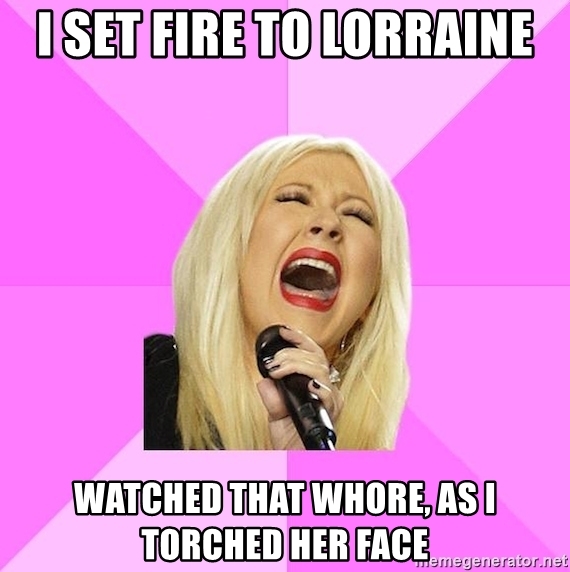 I SET FIRE TO LORRAINE
WATCHED THAT WHORE, AS I
TORCHED HER FACE
memegenerator.net